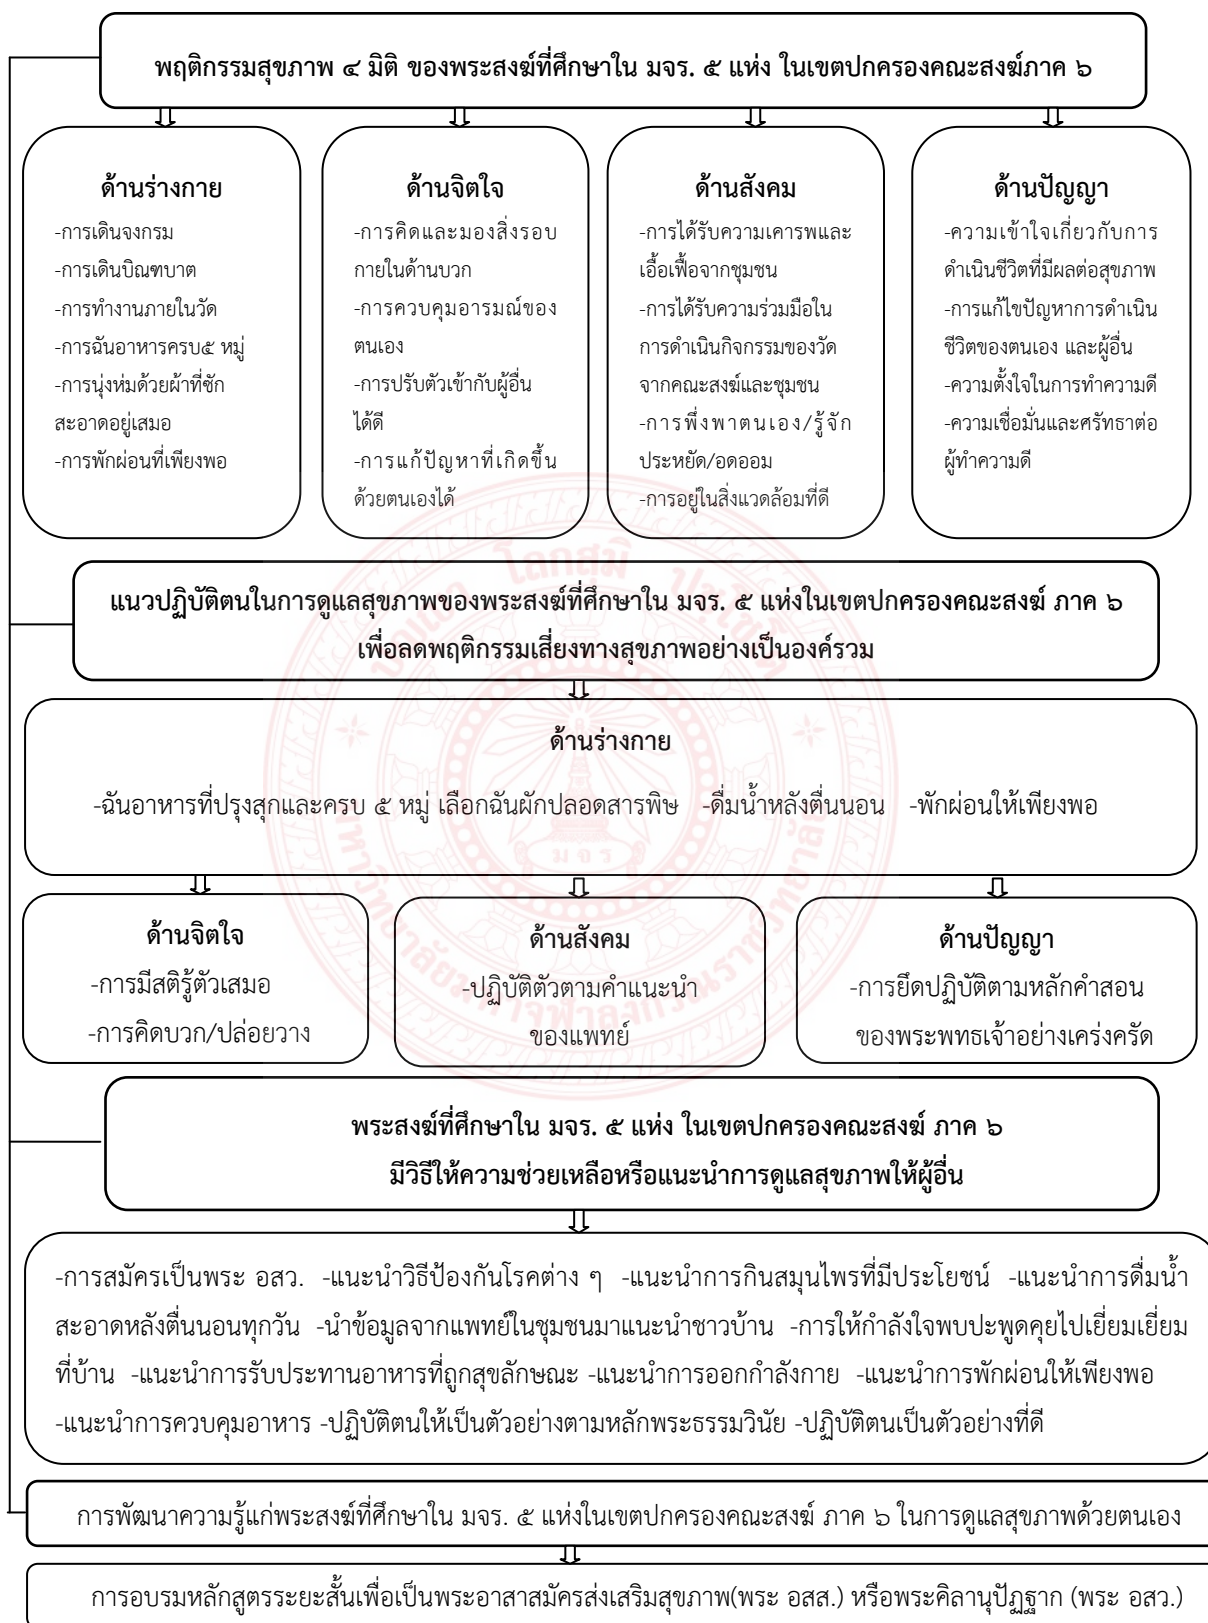 พฤติกรรมสุขภาพ ๔ มิติ ของพระสงฆ์ที่ศึกษาใน มจร. ๕ แห่ง ในเขตปกครองคณะสงฆ์ภาค ๖
ด้านร่างกาย
-การเดินจงกรม
-การเดินบิณฑบาต
-การทำงานภายในวัด
-การฉันอาหารครบ๕ หมู่
-การนุ่งห่มด้วยผ้าที่ซัก
สะอาดอยู่เสมอ
-การพักผ่อนที่เพียงพอ
ด้านจิตใจ
-การคิดและมองสิ่งรอบ
กายในด้านบวก
-การควบคุมอารมณ์ของ
ตนเอง
-การปรับตัวเข้ากับผู้อื่น
ได้ดี
-การแก้ปัญหาที่เกิดขึ้น
ด้วยตนเองได้
ด้านสังคม
-การได้รับความเคารพและ
เอื้อเฟื้อจากชุมชน
-การได้รับความร่วมมือใน
การดำเนินกิจกรรมของวัด
จากคณะสงฆ์และชุมชน
-การพึ่งพาตนเอง/รู้จัก
ประหยัด/อดออม
-การอยู่ในสิ่งแวดล้อมที่ดี
ด้านปัญญา
-ความเข้าใจเกี่ยวกับการ
ดำเนินชีวิตที่มีผลต่อสุขภาพ
-การแก้ไขปัญหาการดำเนิน
ชีวิตของตนเอง และผู้อื่น
-ความตั้งใจในการทำความดี
-ความเชื่อมั่นและศรัทธาต่อ
ผู้ทำความดี
แนวปฏิบัติตนในการดูแลสุขภาพของพระสงฆ์ที่ศึกษาใน มจร. ๕ แห่งในเขตปกครองคณะสงฆ์ ภาค ๖
เพื่อลดพฤติกรรมเสี่ยงทางสุขภาพอย่างเป็นองค์รวม
ด้านร่างกาย
-ฉันอาหารที่ปรุงสุกและครบ ๕ หมู่ เลือกฉันผักปลอดสารพิษ -ดื่มน้ำหลังตื่นนอน -พักผ่อนให้เพียงพอ
ด้านจิตใจ
-การมีสติรู้ตัวเสมอ
-การคิดบวก/ปล่อยวาง
ด้านสังคม
-ปฏิบัติตัวตามคำแนะนำ
ของแพทย์
ด้านปัญญา
-การยึดปฏิบัติตามหลักคำสอน
ของพระพทธเจ้าอย่างเคร่งครัด
พระสงฆ์ที่ศึกษาใน มจร. ๕ แห่ง ในเขตปกครองคณะสงฆ์ ภาค ๖
มีวิธีให้ความช่วยเหลือหรือแนะนำการดูแลสุขภาพให้ผู้อื่น
-การสมัครเป็นพระ อสว. -แนะนำวิธีป้องกันโรคต่าง ๆ -แนะนำการกินสมุนไพรที่มีประโยชน์ -แนะนำการดื่มน้ำ
สะอาดหลังตื่นนอนทุกวัน -นำข้อมูลจากแพทย์ในชุมชนมาแนะนำชาวบ้าน -การให้กำลังใจพบปะพูดคุยไปเยี่ยมเยี่ยม
ที่บ้าน -แนะนำการรับประทานอาหารที่ถูกสุขลักษณะ -แนะนำการออกกำลังกาย -แนะนำการพักผ่อนให้เพียงพอ
-แนะนำการควบคุมอาหาร -ปฏิบัติตนให้เป็นตัวอย่างตามหลักพระธรรมวินัย -ปฏิบัติตนเป็นตัวอย่างที่ดี
การพัฒนาความรู้แก่พระสงฆ์ที่ศึกษาใน มจร. ๕ แห่งในเขตปกครองคณะสงฆ์ ภาค ๖ ในการดูแลสุขภาพด้วยตนเอง
การอบรมหลักสูตรระยะสั้นเพื่อเป็นพระอาสาสมัครส่งเสริมสุขภาพ(พระ อสส.) หรือพระคิลานุปัฏฐาก (พระ อสว.)
ปญฺญา โลกสฺมิ ปชฺโชโต
มจร
มหาวิทยาลัยมหาจุฬาลงกรณราชวิทยาลัย